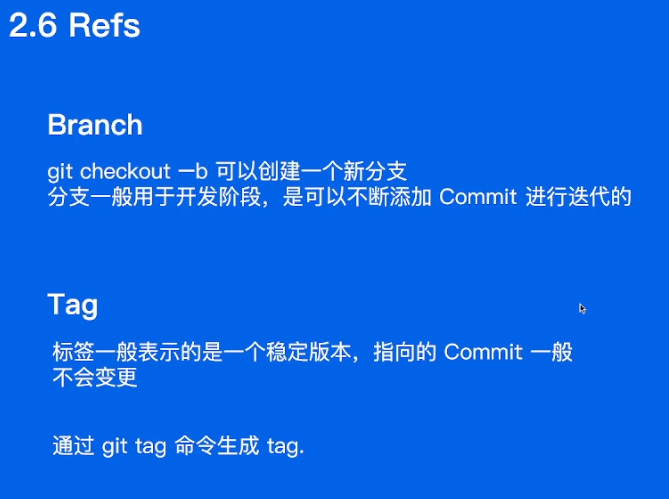 2.6 Refs
Branch
git checkout —b 可以创建一个新分支
分支一般用于开发阶段，是可以不断添加 Commit 进行迭代的
Tag
标签一般表示的是一个稳定版本，指向的 Commit 一般
不会变更
通过 git tag 命令生成 tag.